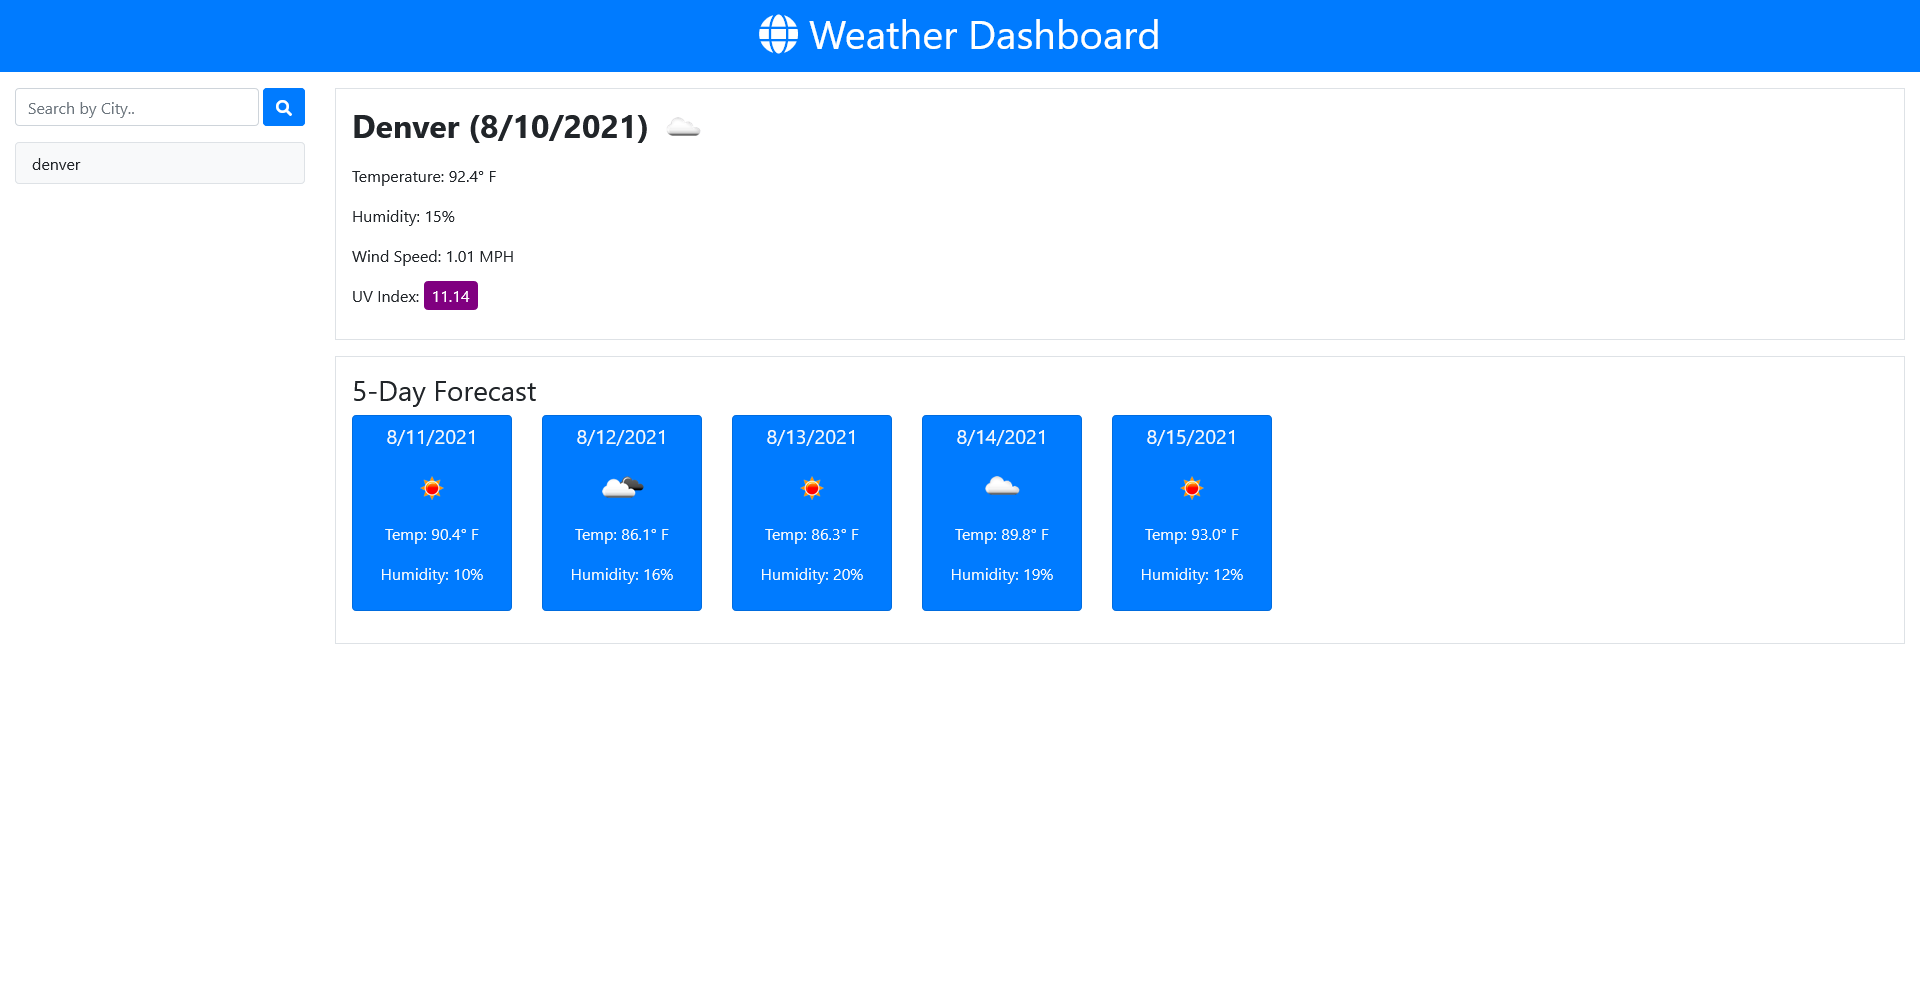 Weather Dashboard
Search by City..
denver
Denver (8/10/2021)
Temperature: 92.4° F
Humidity: 15%
Wind Speed: 1.01 MPH
UV Index: 11.14
5-Day Forecast
8/11/2021
Temp: 90.4° F
Humidity: 10%
8/12/2021
Temp: 86.1° F
Humidity: 16%
8/13/2021
Temp: 86.3° F
Humidity: 20%
8/14/2021
Temp: 89.8° F
Humidity: 19%
8/15/2021
Temp: 93.0° F
Humidity: 12%